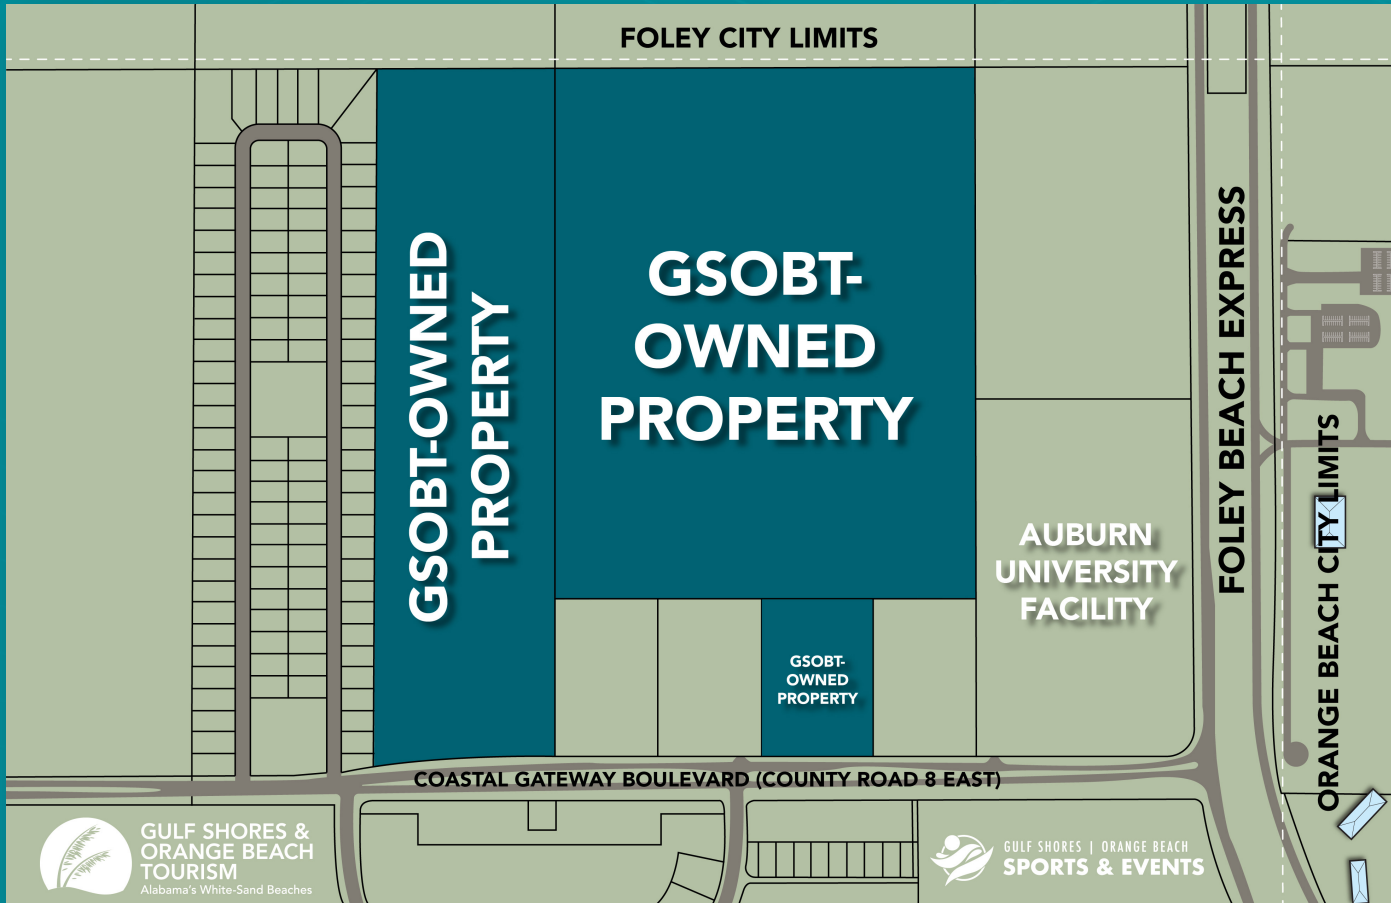 FOLEY CITY LIMITS
GSOBT-OWNED
PROPERTY
GSOBT-
OWNED
PROPERTY
GSOBT-
OWNED
PROPERTY
AUBURN
UNIVERSITY
FACILITY
FOLEY BEACH EXPRESS
ORANGE BEACH CITY LIMITS
COASTAL GATEWAY BOULEVARD (COUNTY ROAD 8 EAST)
GULF SHORES &
ORANGE BEACH
TOURISM
Alabama's White-Sand Beaches
GULF SHORES | ORANGE BEACH
SPORTS & EVENTS